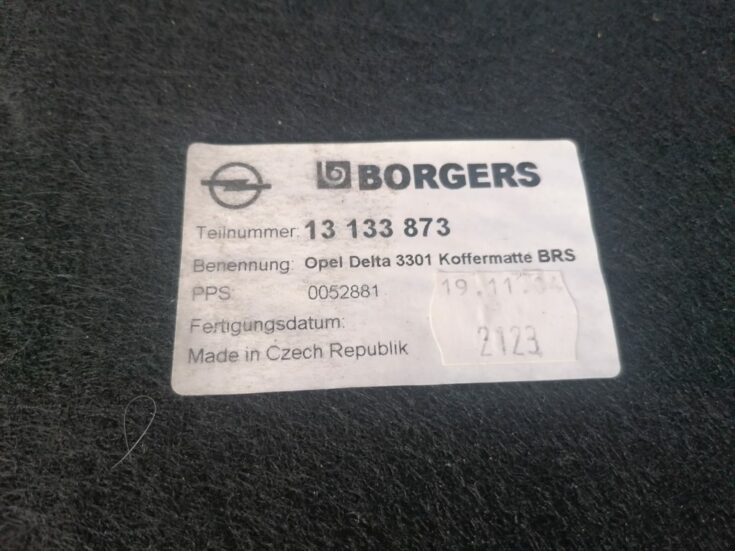 BORGERS
Teilnummer: 13 133 873
Benennung: Opel Delta 3301 Koffermatte BRS
PPS: 0052881
Fertigungsdatum:
19.11.04
2123
Made in Czech Republik